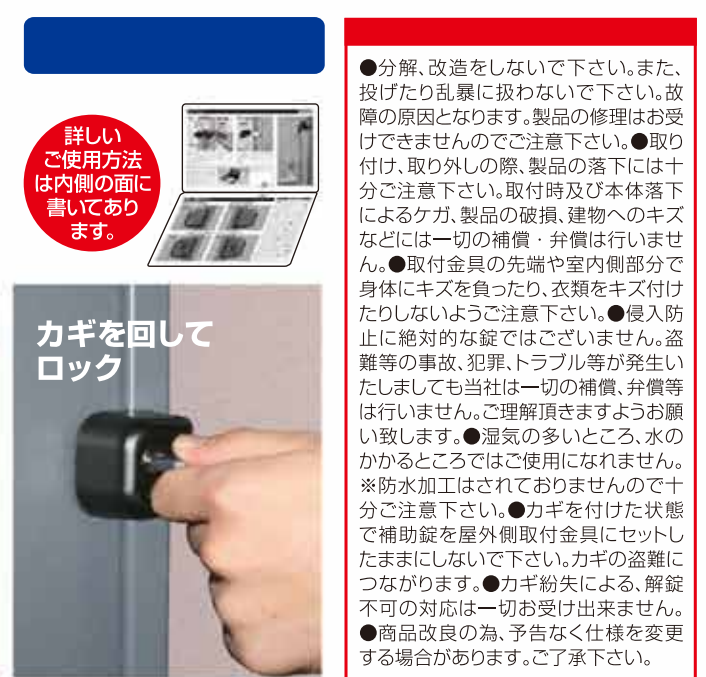 詳しい
ご使用方法
は内側の面に
書いてあり
ます。
カギを回して
ロック
●分解、改造をしないで下さい。また、
投げたり乱暴に扱わないで下さい。故
障の原因となります。製品の修理はお受
けできませんのでご注意下さい。●取り
付け、取り外しの際、製品の落下には十
分ご注意下さい。取付時及び本体落下
によるケガ、製品の破損、建物へのキズ
などには一切の補償・弁償は行いませ
ん。●取付金具の先端や室内側部分で
身体にキズを負ったり、衣類をキズ付け
たりしないようご注意下さい。●侵入防
止に絶対的な錠ではございません。盗
難等の事故、犯罪、トラブル等が発生い
たしましても当社は一切の補償、弁償等
は行いません。ご理解頂きますようお願
い致します。●湿気の多いところ、水の
かかるところではご使用になれません。
※防水加工はされておりませんので十
分ご注意下さい。●カギを付けた状態
で補助錠を屋外側取付金具にセットし
たままにしないで下さい。カギの盗難に
つながります。●カギ紛失による、解錠
不可の対応は一切お受け出来ません。
●商品改良の為、予告なく仕様を変更
する場合があります。ご了承下さい。